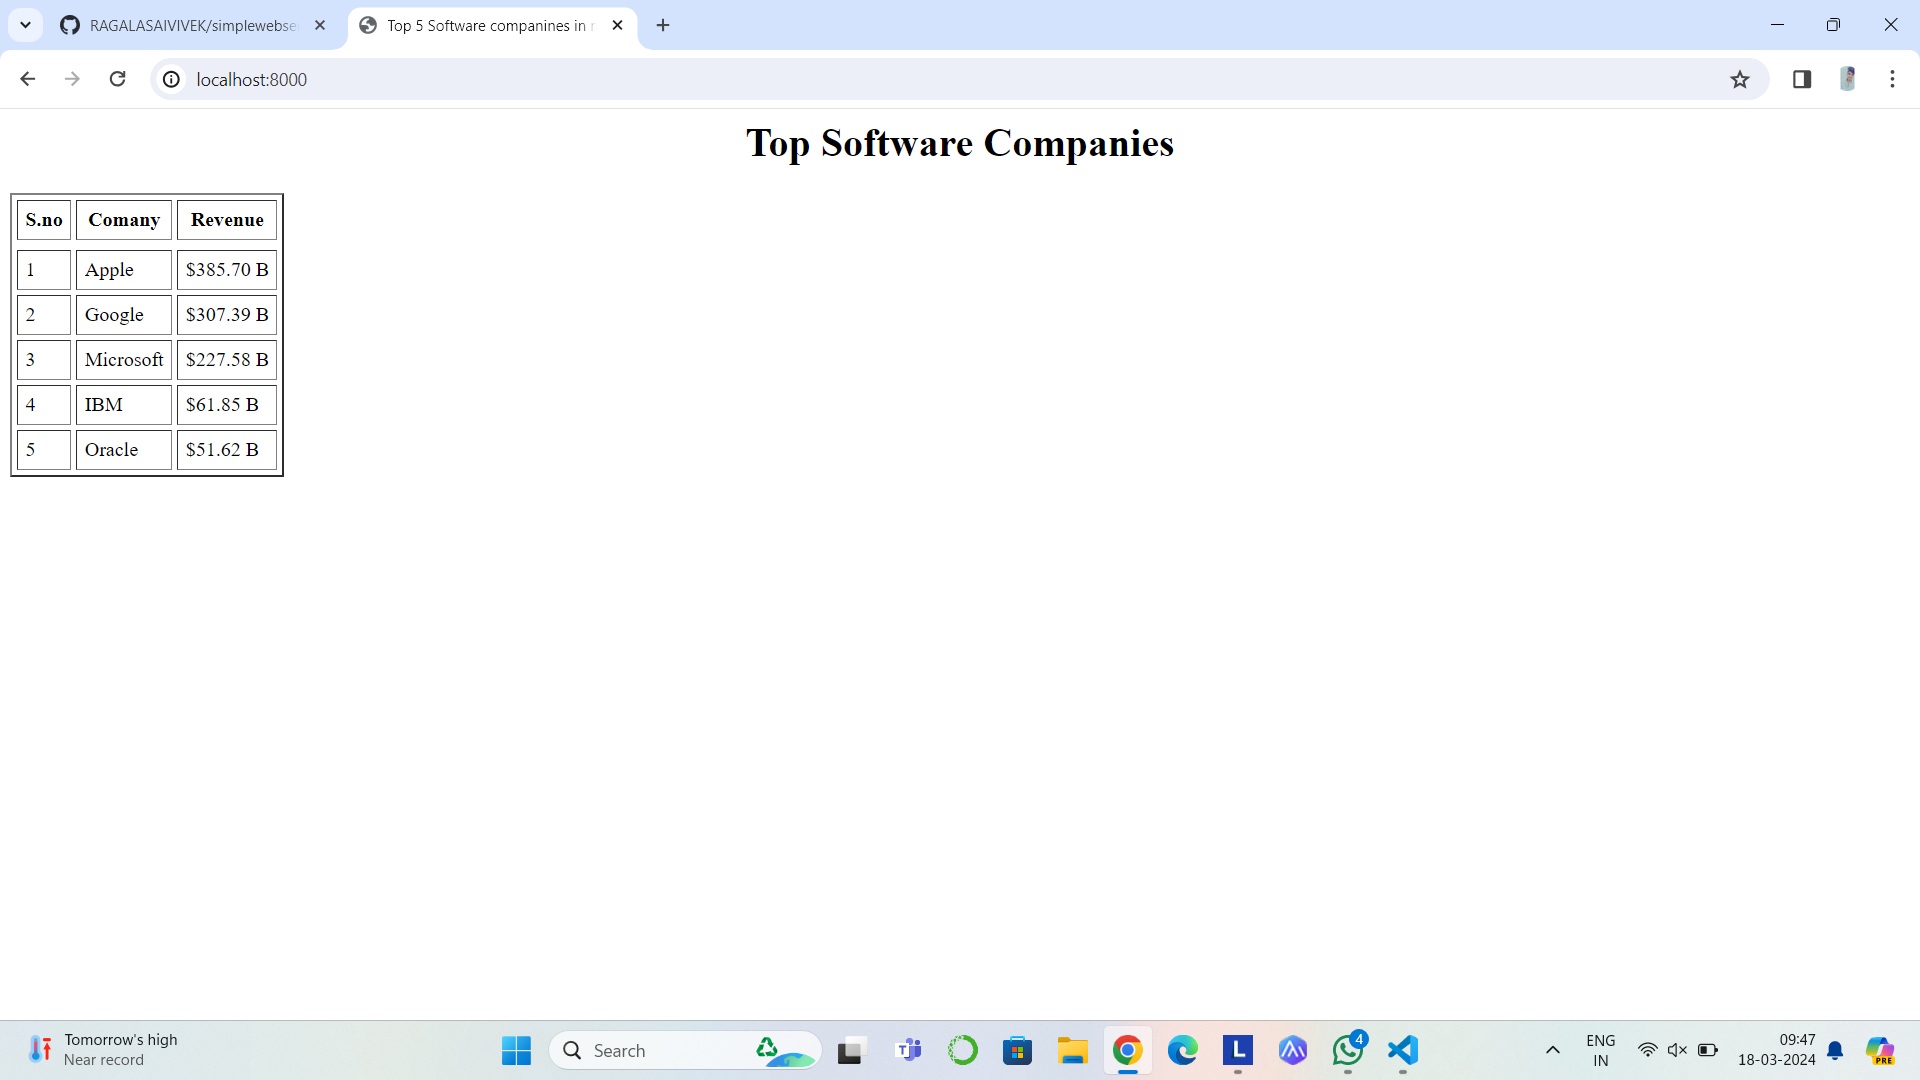 RAGALASAIVIVEK/simplewebse
Top 5 Software companines in r
localhost:8000
Top Software Companies
S.no Comany Revenue
1 Apple $385.70 B
2 Google $307.39 B
3 Microsoft $227.58 B
4 IBM $61.85 B
5 Oracle $51.62 B
Tomorrow's high
Near record
Search
T
L
4
ENG
IN
09:47
18-03-2024
PRE